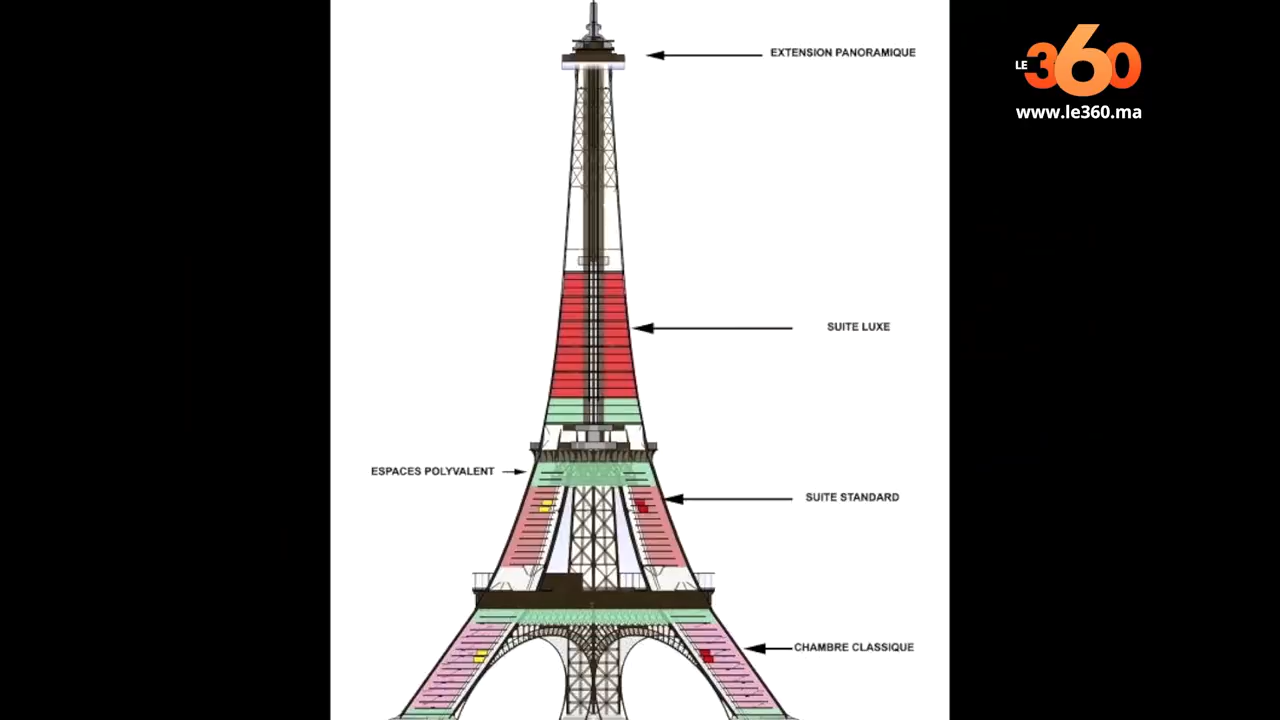 EXTENSION PANORAMIQUE
LE 360
www.le360.ma
SUITE LUXE
ESPACES POLYVALENT
SUITE STANDARD
CHAMBRE CLASSIQUE